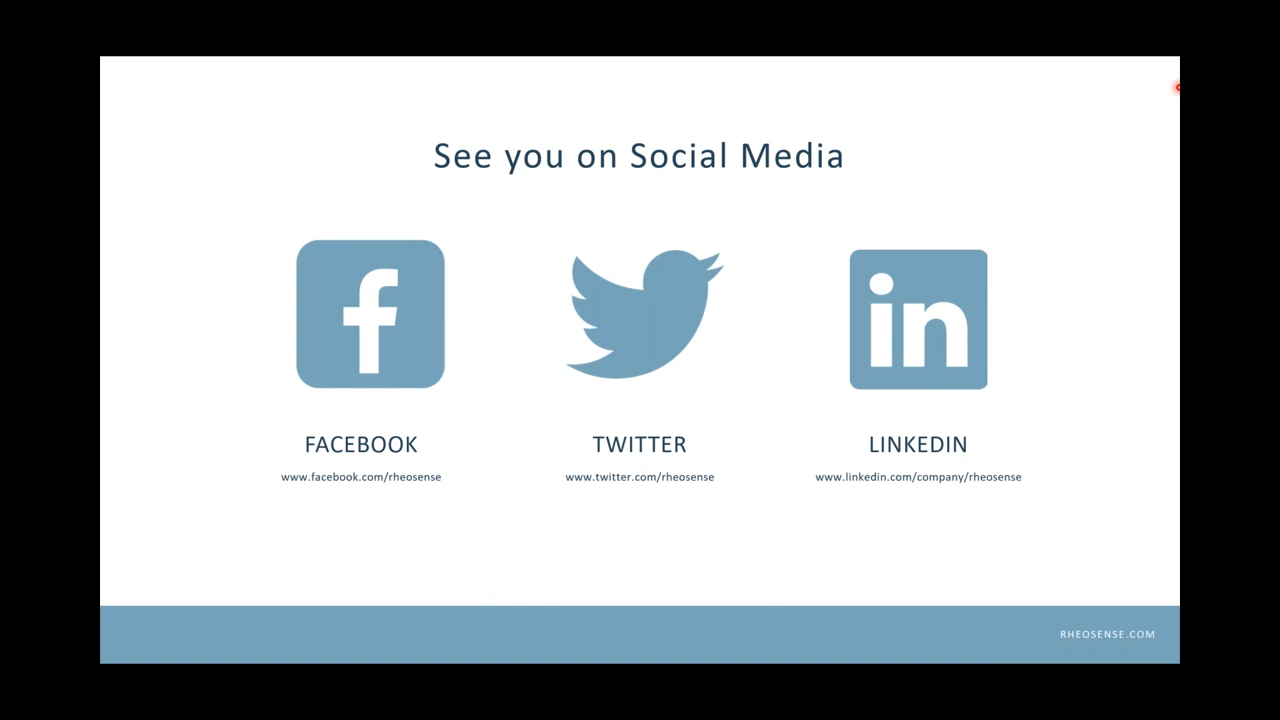 See you on Social Media
f
in
FACEBOOK
TWITTER
LINKEDIN
www.facebook.com/rheosense
www.twitter.com/rheosense
www.linkedin.com/company/rheosense
RHEOSENSE.COM